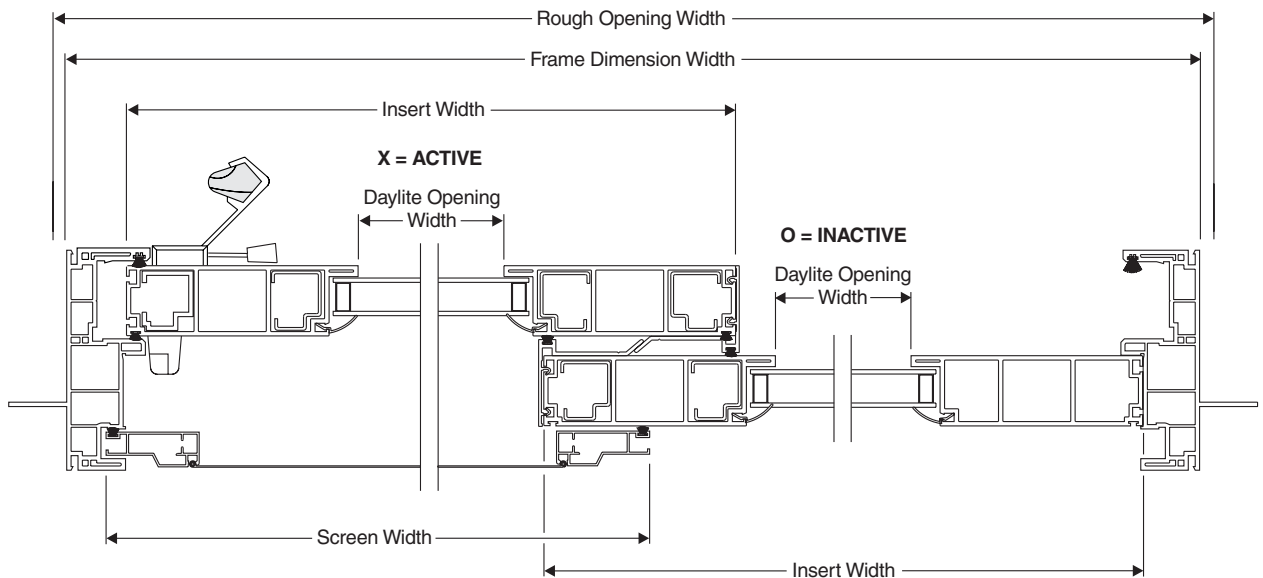 Rough Opening Width
Frame Dimension Width
Insert Width
X = ACTIVE
Daylite Opening
Width
O = INACTIVE
Daylite Opening
Width
Screen Width
Insert Width